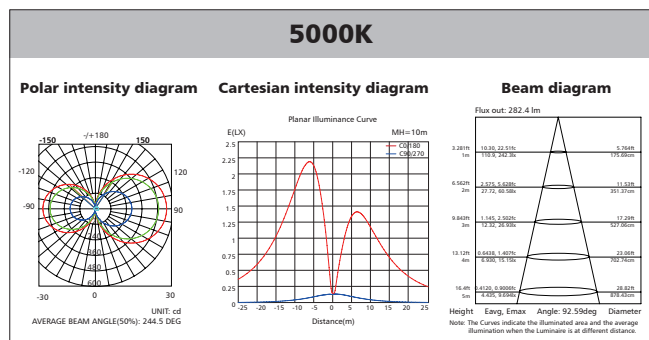 5000K
Polar intensity diagram
-/+180
-150
150
-120
120
-90
90
240
360
480
600
-30
0
30
UNIT: cd
AVERAGE BEAM ANGLE(50%): 244.5 DEG
Cartesian intensity diagram
Planar Illuminance Curve
E(LX)
MH=10m
C0/180
C90/270
2.5
2.25
2
1.75
1.5
1.25
1
0.75
0.5
0.25
0
-25 -20 -15 -10 -5 0 5 10 15 20 25
Distance(m)
Beam diagram
Flux out: 282.4 lm
3.281ft 10.30, 22.51fc 5.764ft
1m 110.9, 242.3lx 175.69cm
6.562ft 2.575, 5.628fc 11.53ft
2m 27.72, 60.58lx 351.37cm
9.843ft 1.145, 2.502fc 17.29ft
3m 12.32, 26.93lx 527.06cm
13.12ft 0.6438, 1.407fc 23.06ft
4m 6.930, 15.15lx 702.74cm
16.4ft 0.4120, 0.9006fc 28.82ft
5m 4.435, 9.694lx 878.43cm
Height Eavg, Emax Angle: 92.59deg Diameter
Note: The Curves indicate the illuminated area and the average
illumination when the Luminaire is at different distance.